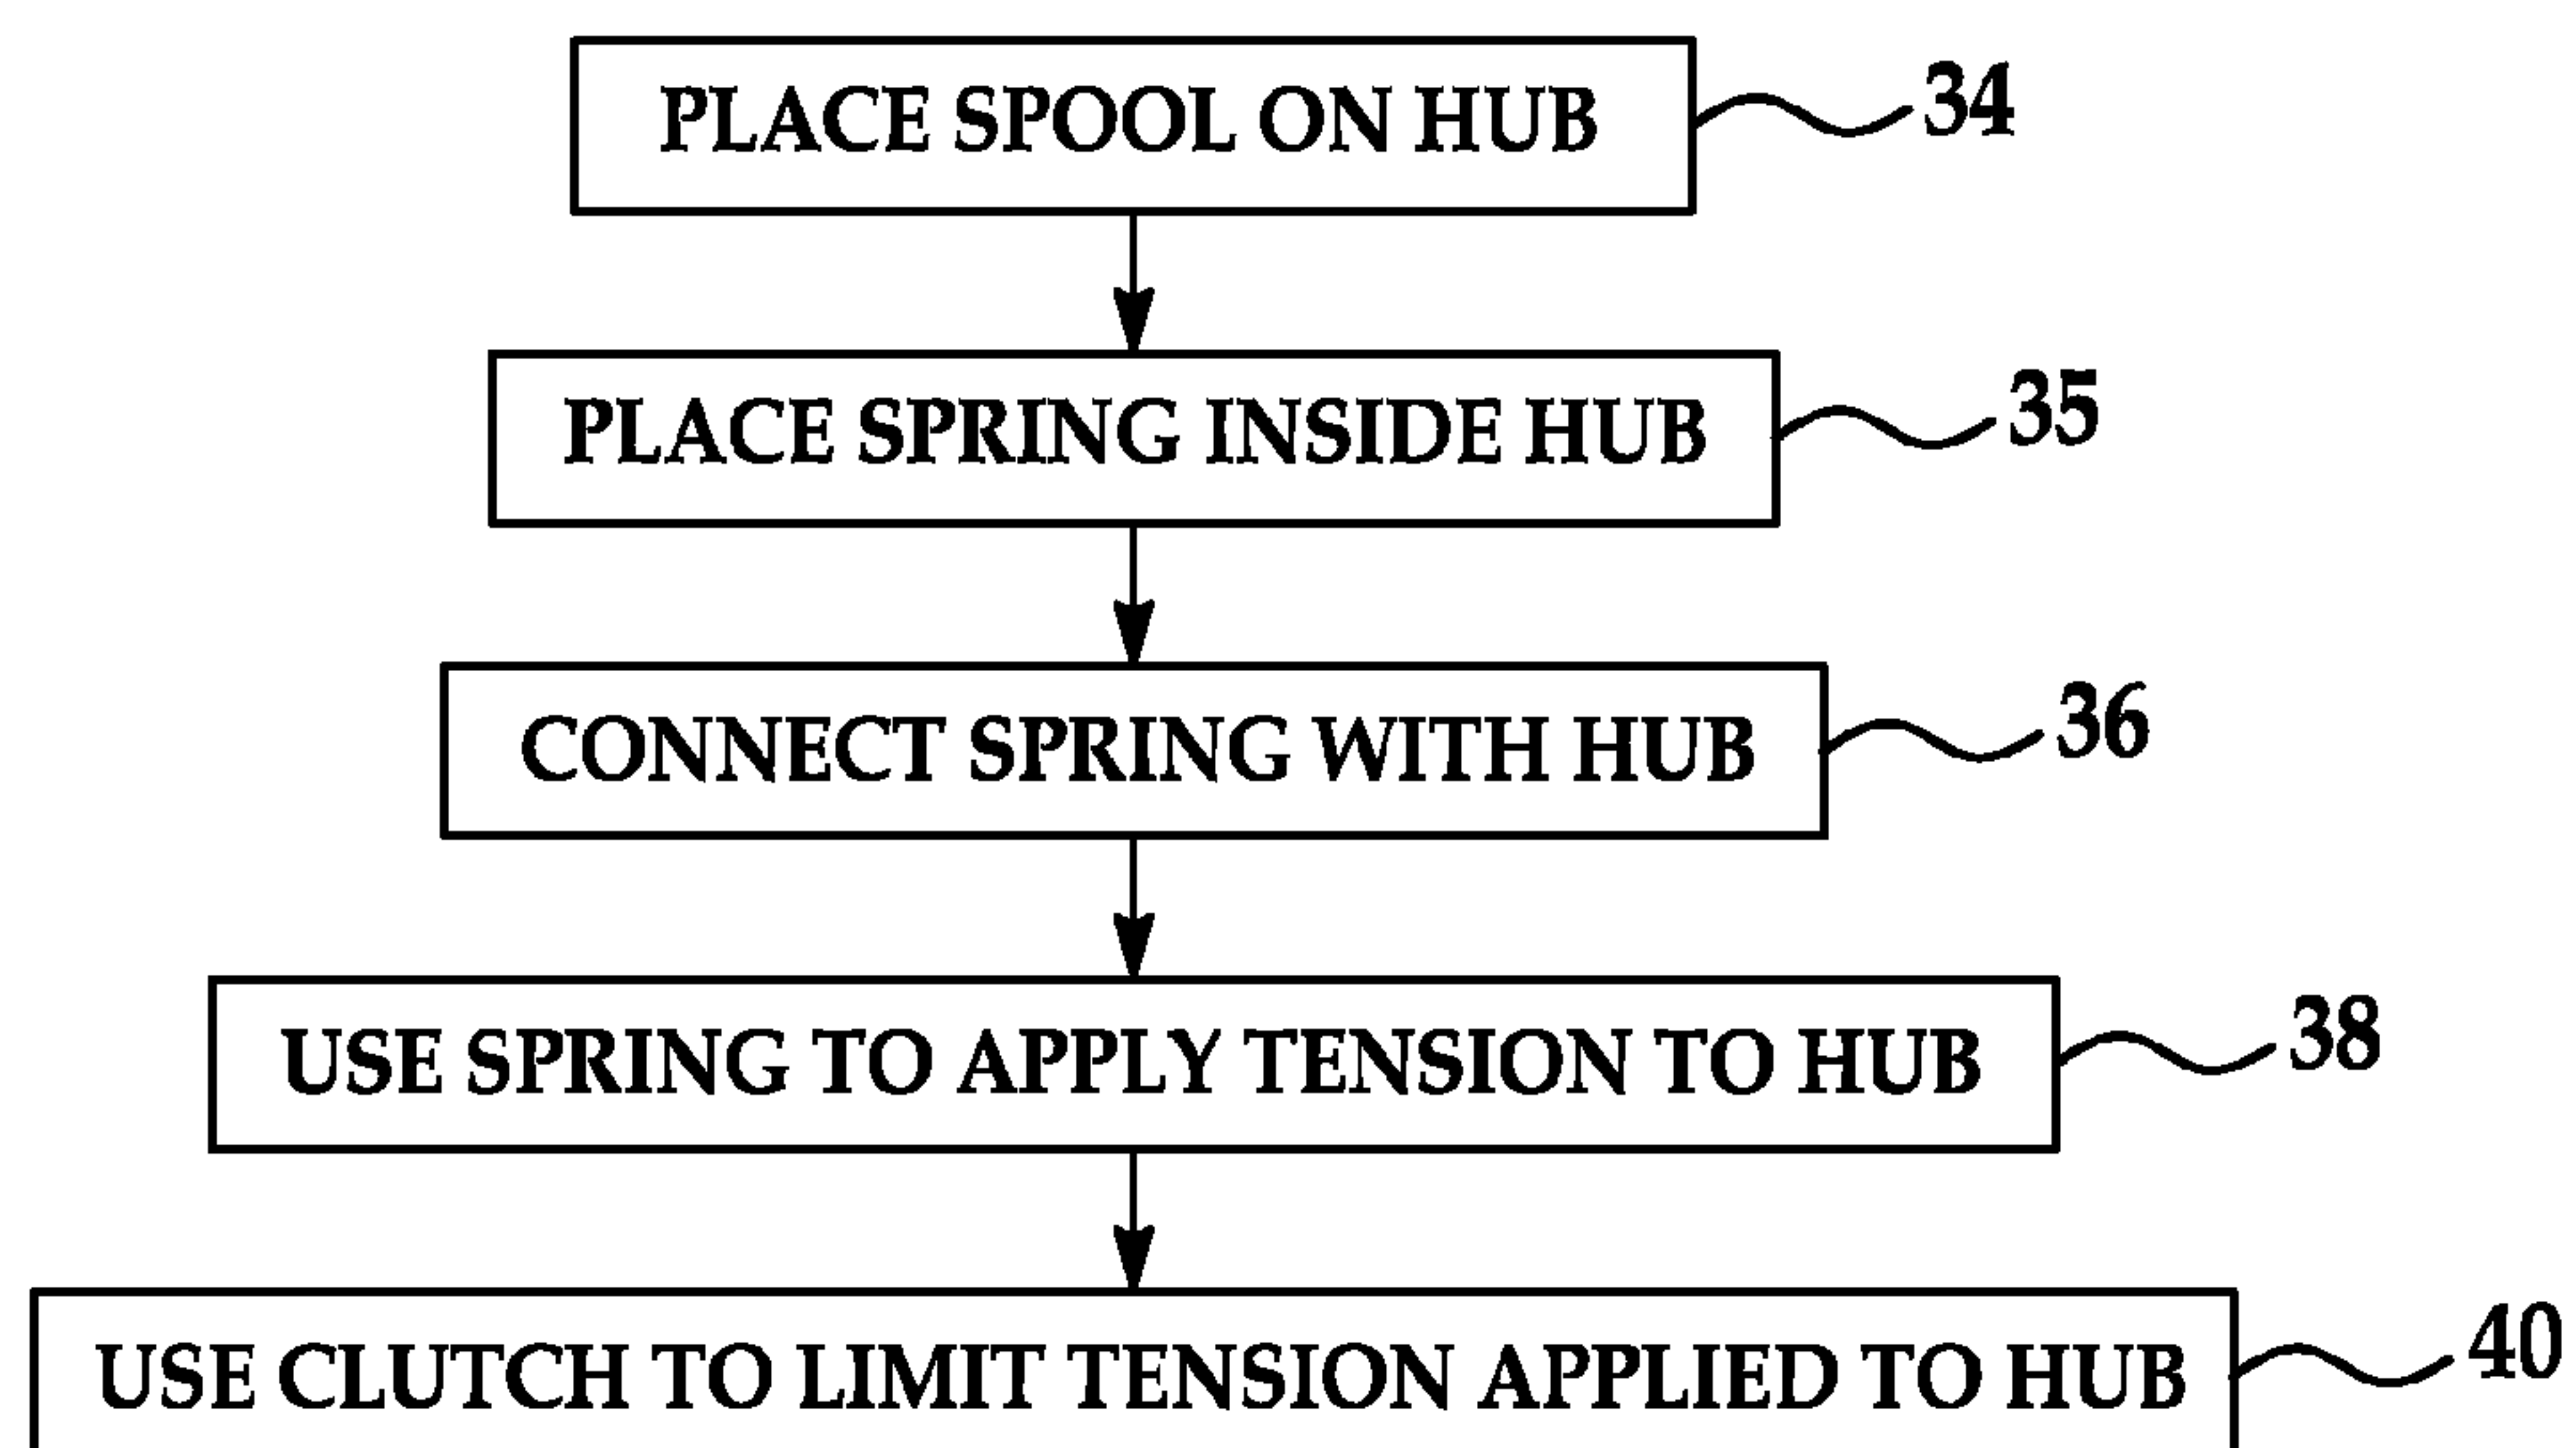 PLACE SPOOL ON HUB 34
PLACE SPRING INSIDE HUB 35
CONNECT SPRING WITH HUB 36
USE SPRING TO APPLY TENSION TO HUB 38
USE CLUTCH TO LIMIT TENSION APPLIED TO HUB 40